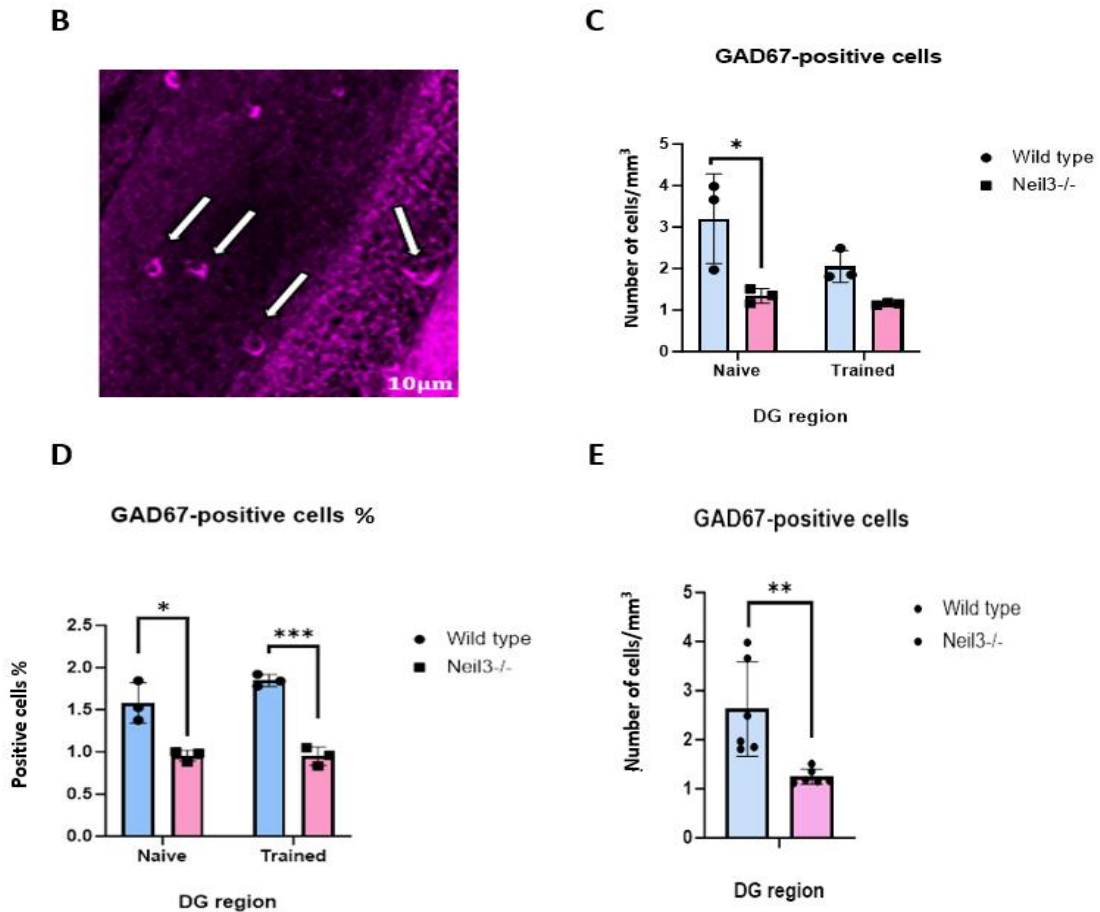 B
10µm
C
GAD67-positive cells
Number of cells/mm³
5
4
3
2
1
0
*
Naive
Trained
DG region
Wild type
Neil3-/-
D
GAD67-positive cells %
Positive cells %
2.5
2.0
1.5
1.0
0.5
0.0
*
***
Naive
Trained
DG region
Wild type
Neil3-/-
E
GAD67-positive cells
Number of cells/mm³
5
4
3
2
1
0
**
DG region
Wild type
Neil3-/-